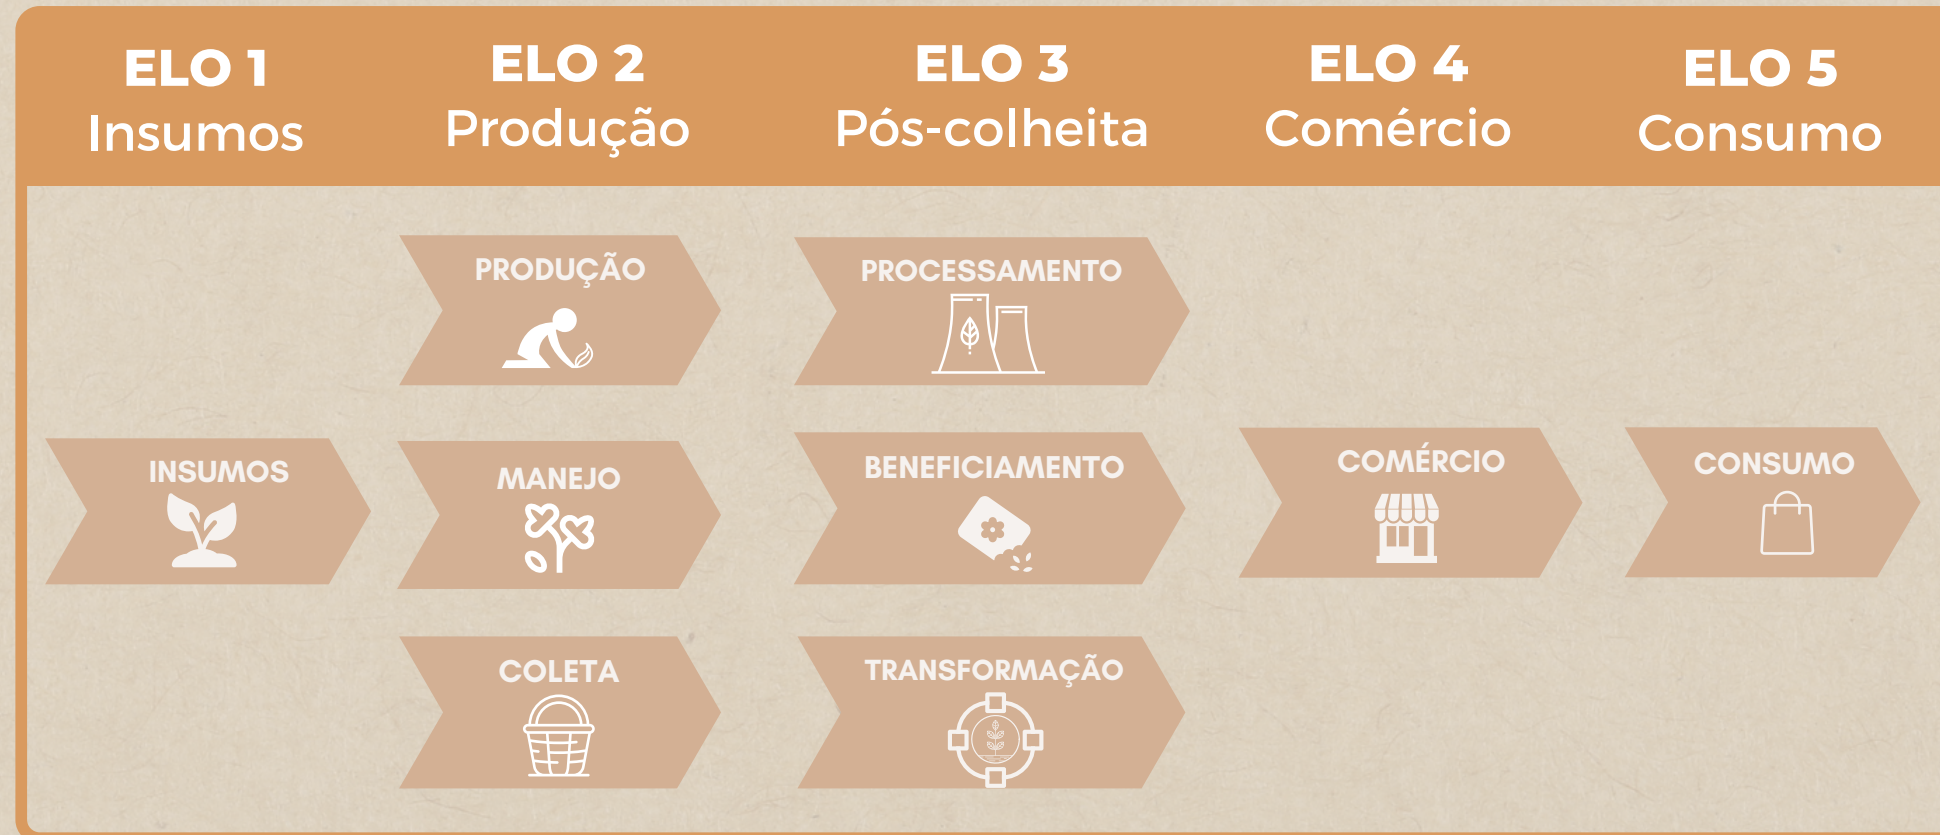 ELO 1
Insumos
ELO 2
Produção
ELO 3
Pós-colheita
ELO 4
Comércio
ELO 5
Consumo
INSUMOS
PRODUÇÃO
MANEJO
COLETA
PROCESSAMENTO
BENEFICIAMENTO
TRANSFORMAÇÃO
COMÉRCIO
CONSUMO